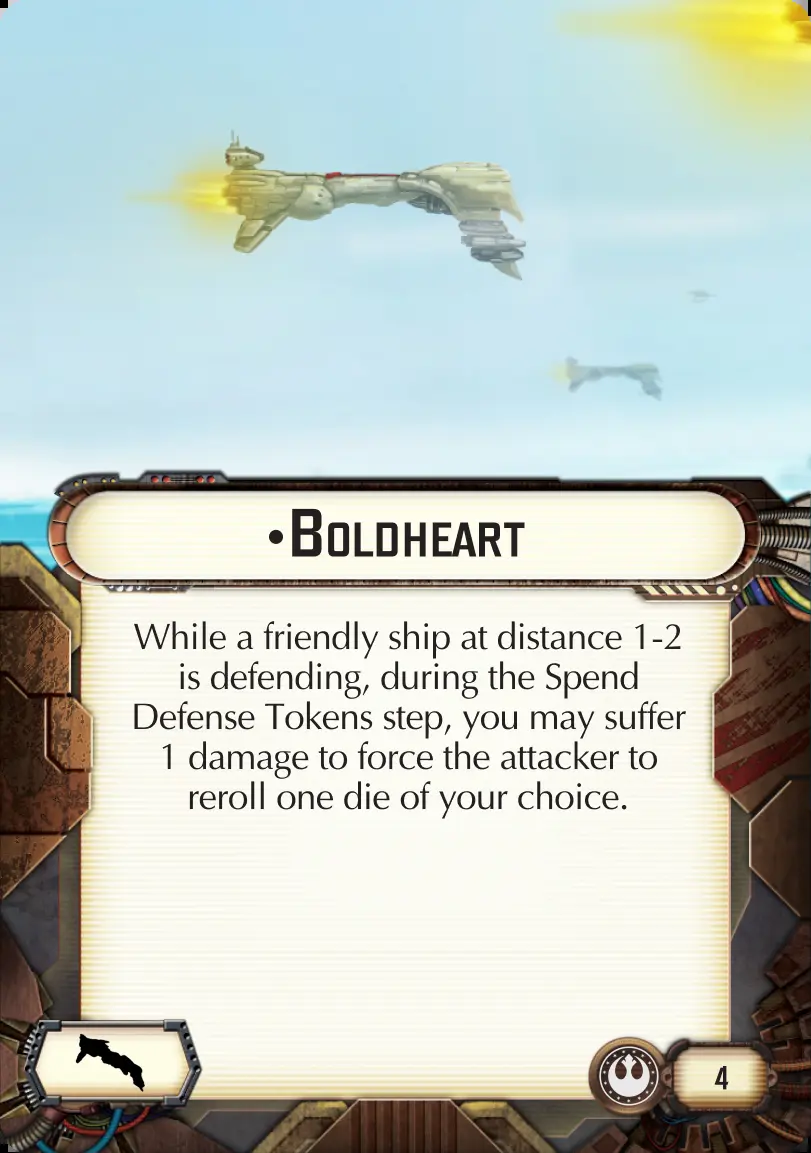 •Boldheart
While a friendly ship at distance 1-2
is defending, during the Spend
Defense Tokens step, you may suffer
1 damage to force the attacker to
reroll one die of your choice.
4